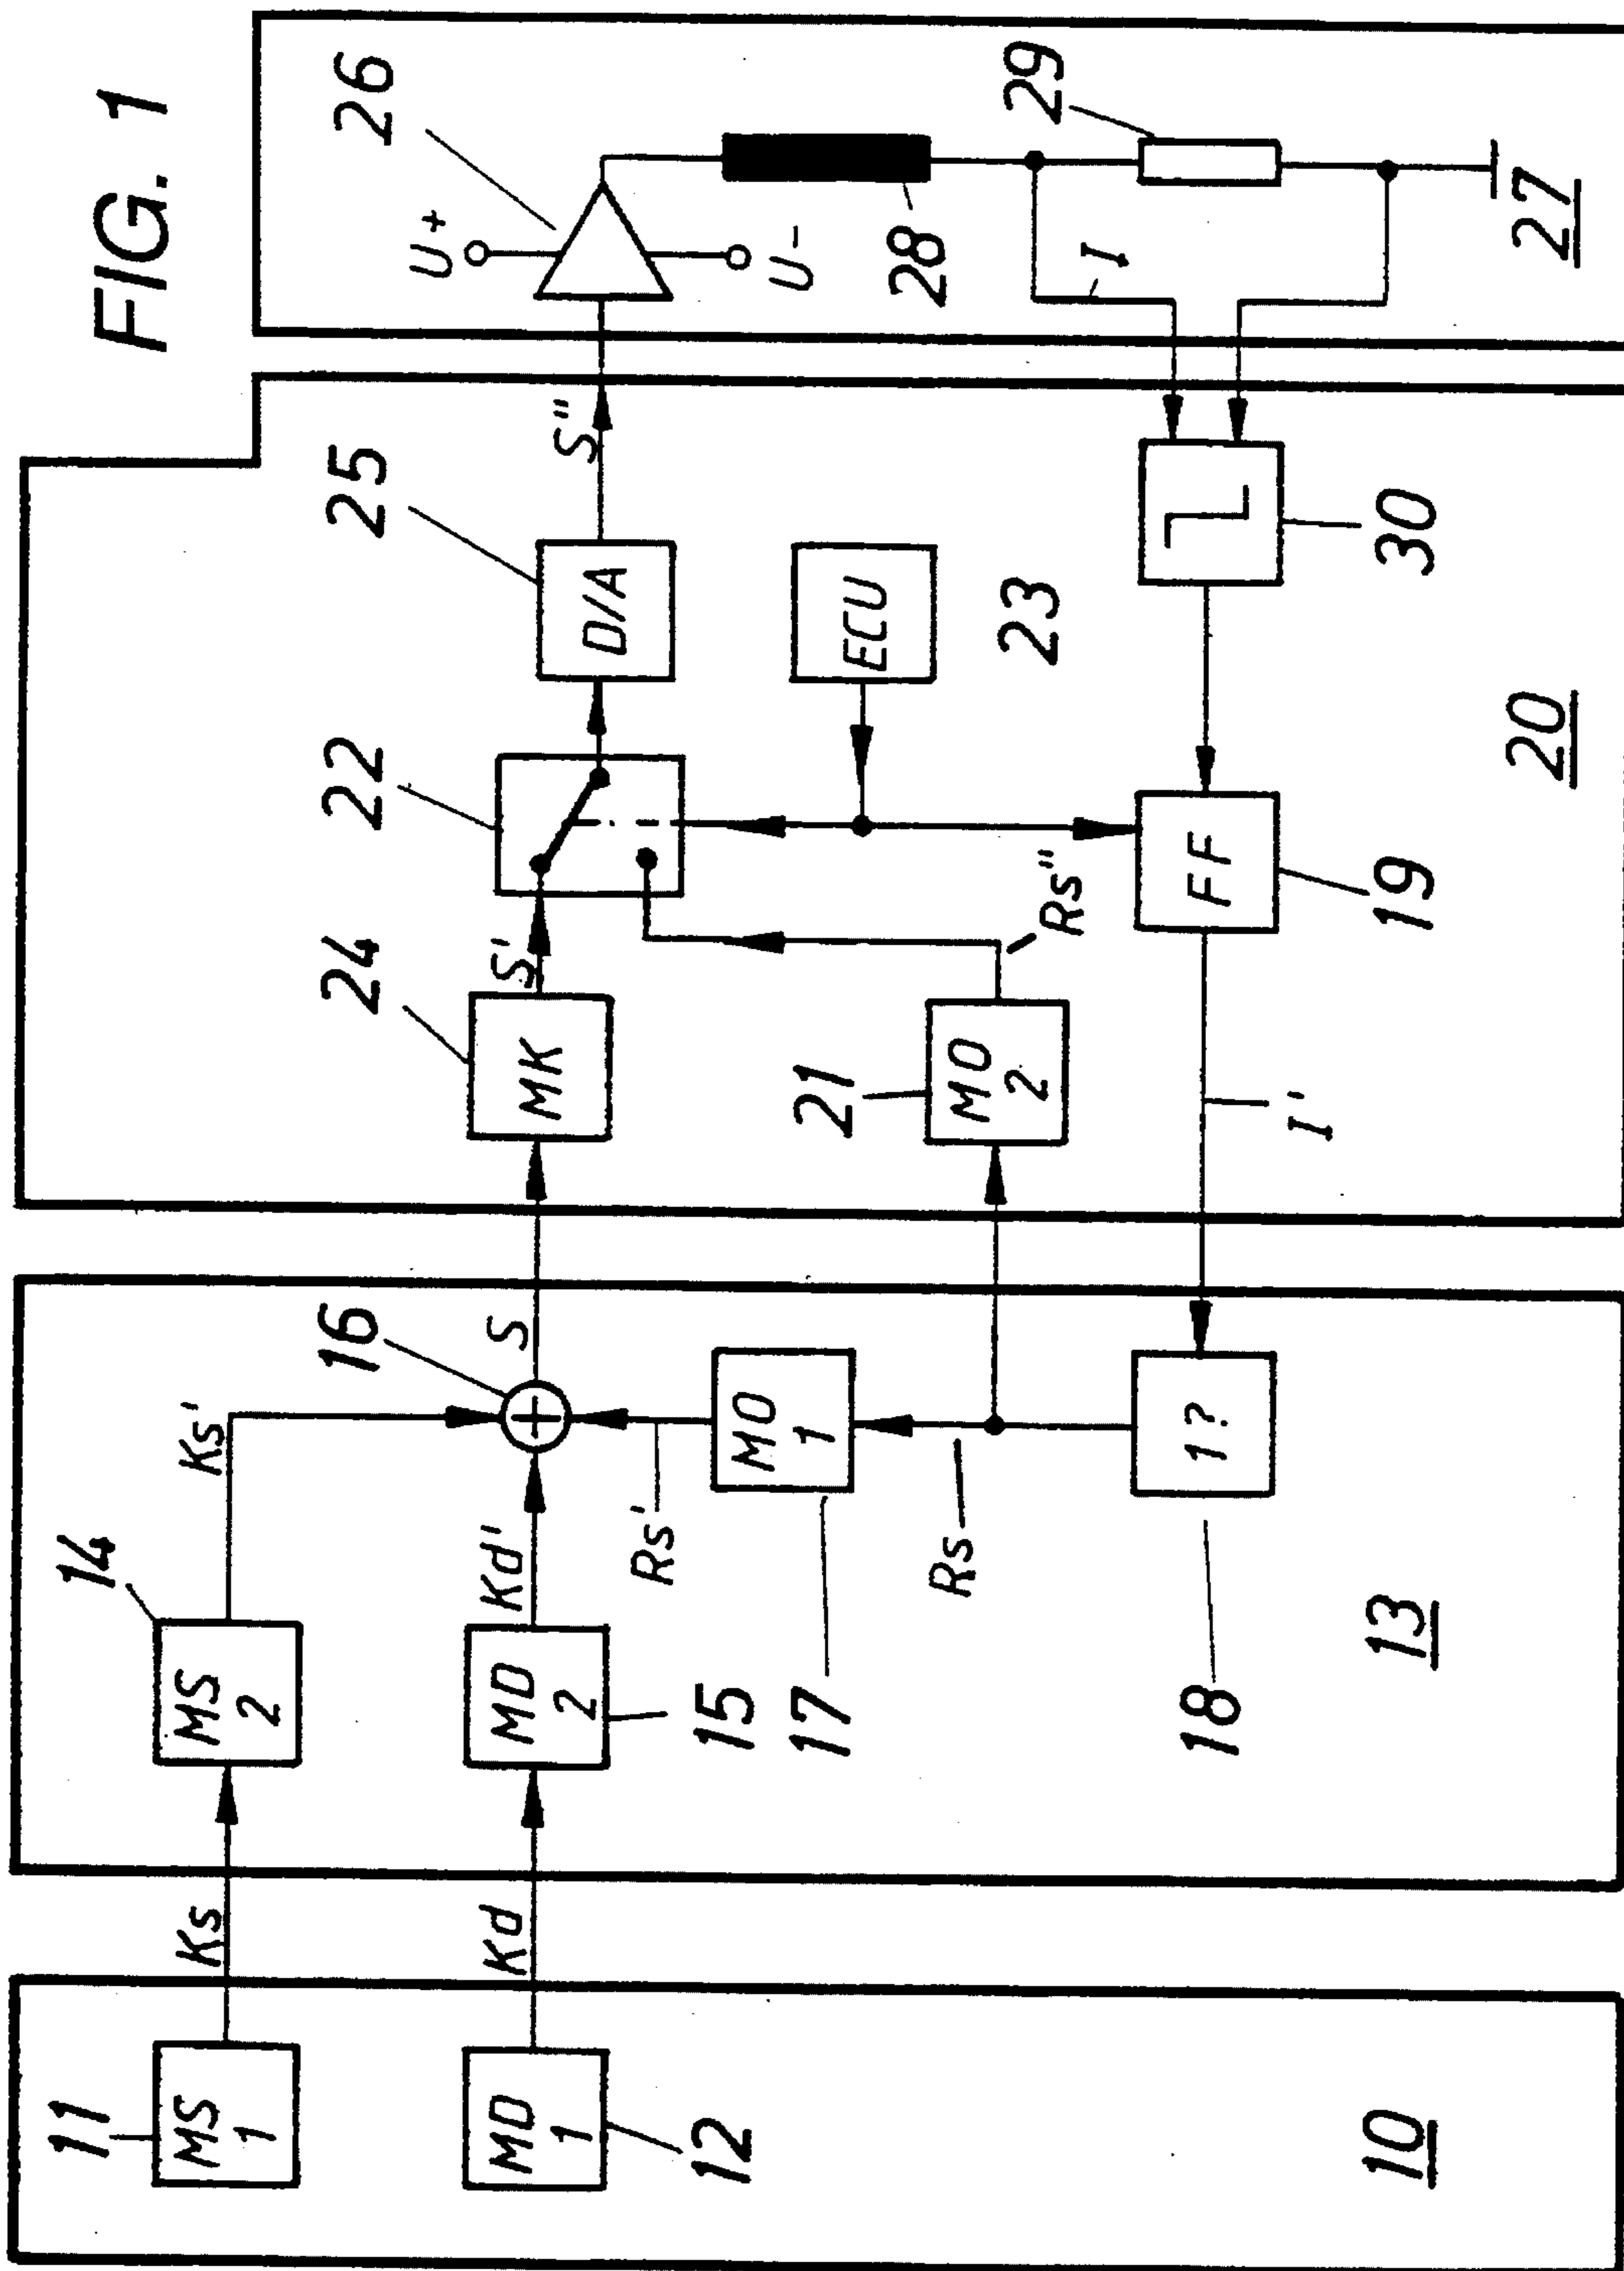 FIG. 1
11
MS
1
Ks
14
MS
2
Ks'
12
MD
1
Kd
15
MD
2
Kd'
16
S
Rs'
17
MO
1
Rs
18
1?
13
10
24
MK
S'
22
25
D/A
S"
21
MO
2
Rs"
ECU
23
19
FF
I'
30
20
26
U+
U-
28
29
I
27